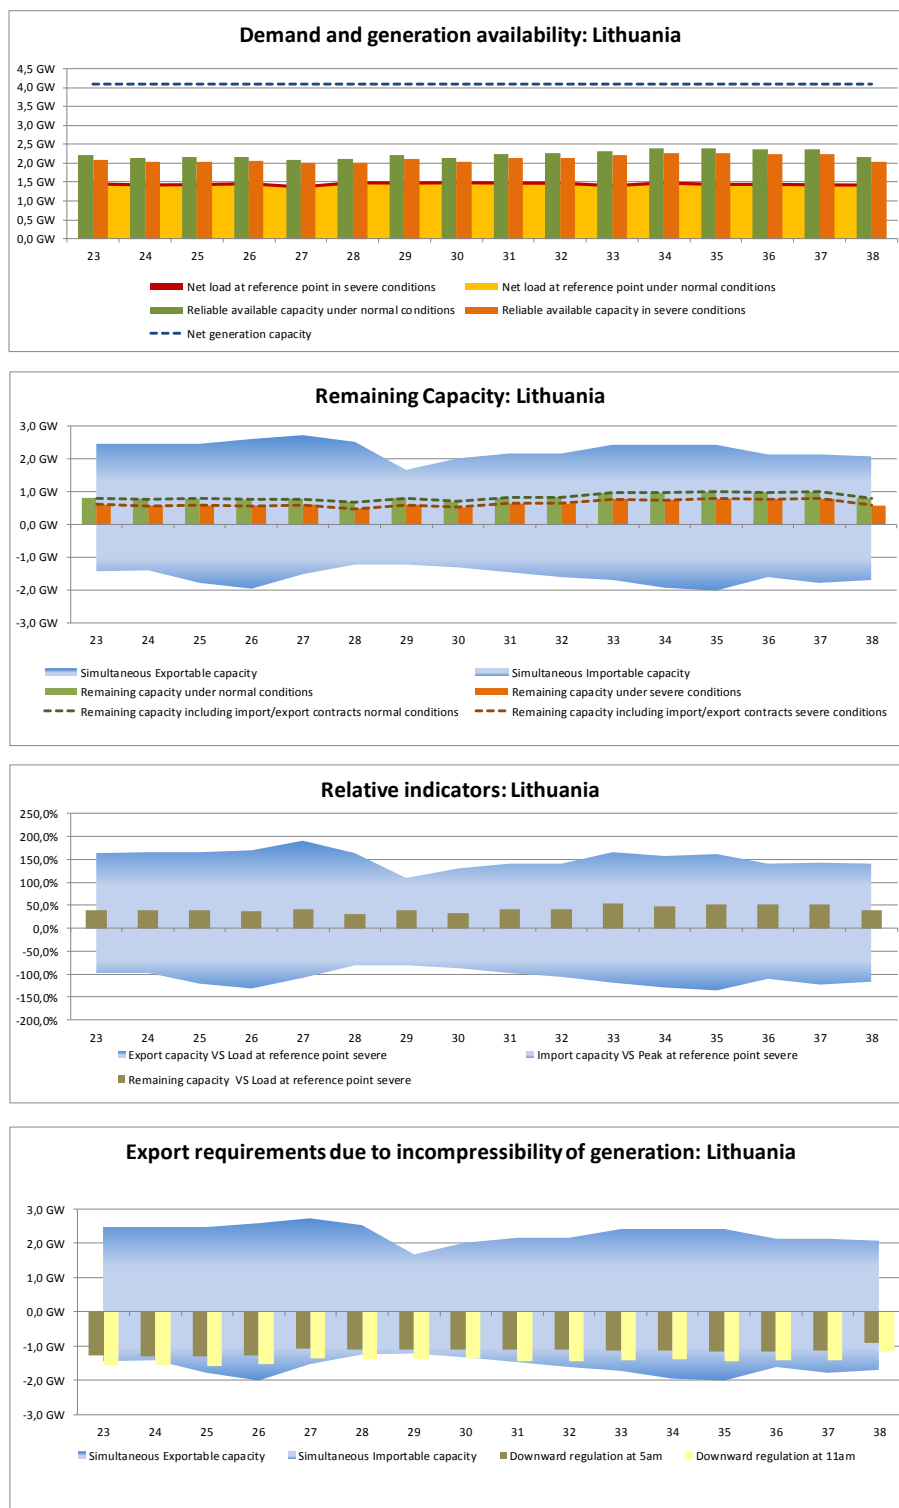 Demand and generation availability: Lithuania
4,5 GW
4,0 GW
3,5 GW
3,0 GW
2,5 GW
2,0 GW
1,5 GW
1,0 GW
0,5 GW
0,0 GW
23 24 25 26 27 28 29 30 31 32 33 34 35 36 37 38
Net load at reference point in severe conditions Net load at reference point under normal conditions
Reliable available capacity under normal conditions Reliable available capacity in severe conditions
Net generation capacity
Remaining Capacity: Lithuania
3,0 GW
2,0 GW
1,0 GW
0,0 GW
-1,0 GW
-2,0 GW
-3,0 GW
23 24 25 26 27 28 29 30 31 32 33 34 35 36 37 38
Simultaneous Exportable capacity Simultaneous Importable capacity
Remaining capacity under normal conditions Remaining capacity under severe conditions
Remaining capacity including import/export contracts normal conditions Remaining capacity including import/export contracts severe conditions
Relative indicators: Lithuania
250,0%
200,0%
150,0%
100,0%
50,0%
0,0%
-50,0%
-100,0%
-150,0%
-200,0%
23 24 25 26 27 28 29 30 31 32 33 34 35 36 37 38
Export capacity VS Load at reference point severe Import capacity VS Peak at reference point severe
Remaining capacity VS Load at reference point severe
Export requirements due to incompressibility of generation: Lithuania
3,0 GW
2,0 GW
1,0 GW
0,0 GW
-1,0 GW
-2,0 GW
-3,0 GW
23 24 25 26 27 28 29 30 31 32 33 34 35 36 37 38
Simultaneous Exportable capacity Simultaneous Importable capacity Downward regulation at 5am Downward regulation at 11am